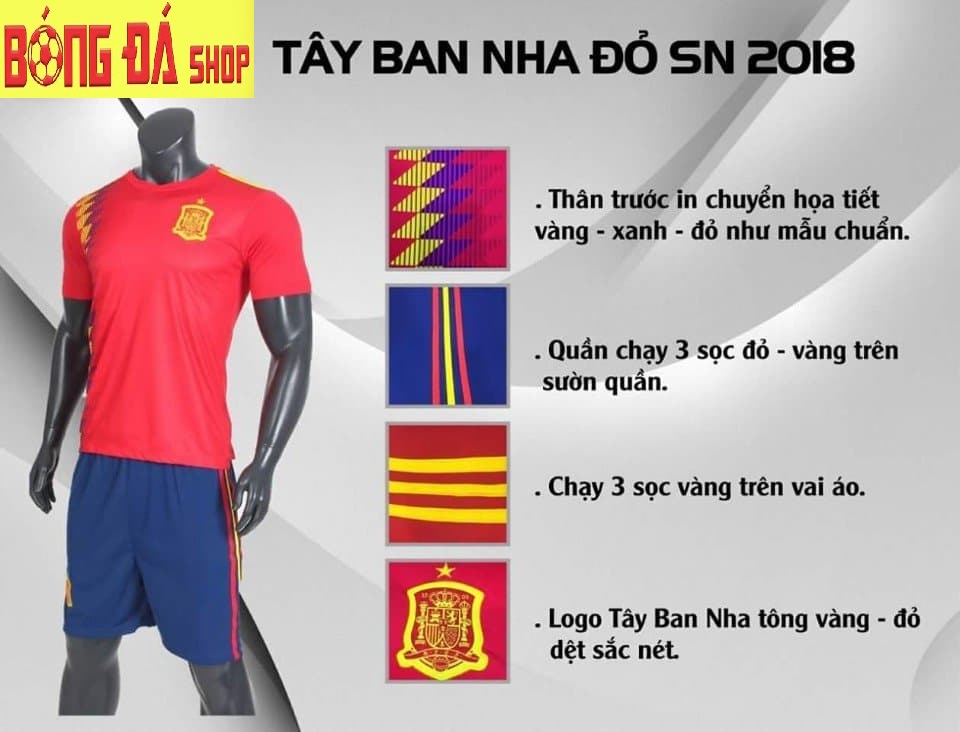 BÓNG ĐÁ SHOP
TÂY BAN NHA ĐỎ SN 2018
. Thân trước in chuyển họa tiết
vàng - xanh - đỏ như mẫu chuẩn.
. Quần chạy 3 sọc đỏ - vàng trên
sườn quần.
. Chạy 3 sọc vàng trên vai áo.
. Logo Tây Ban Nha tông vàng - đỏ
dệt sắc nét.